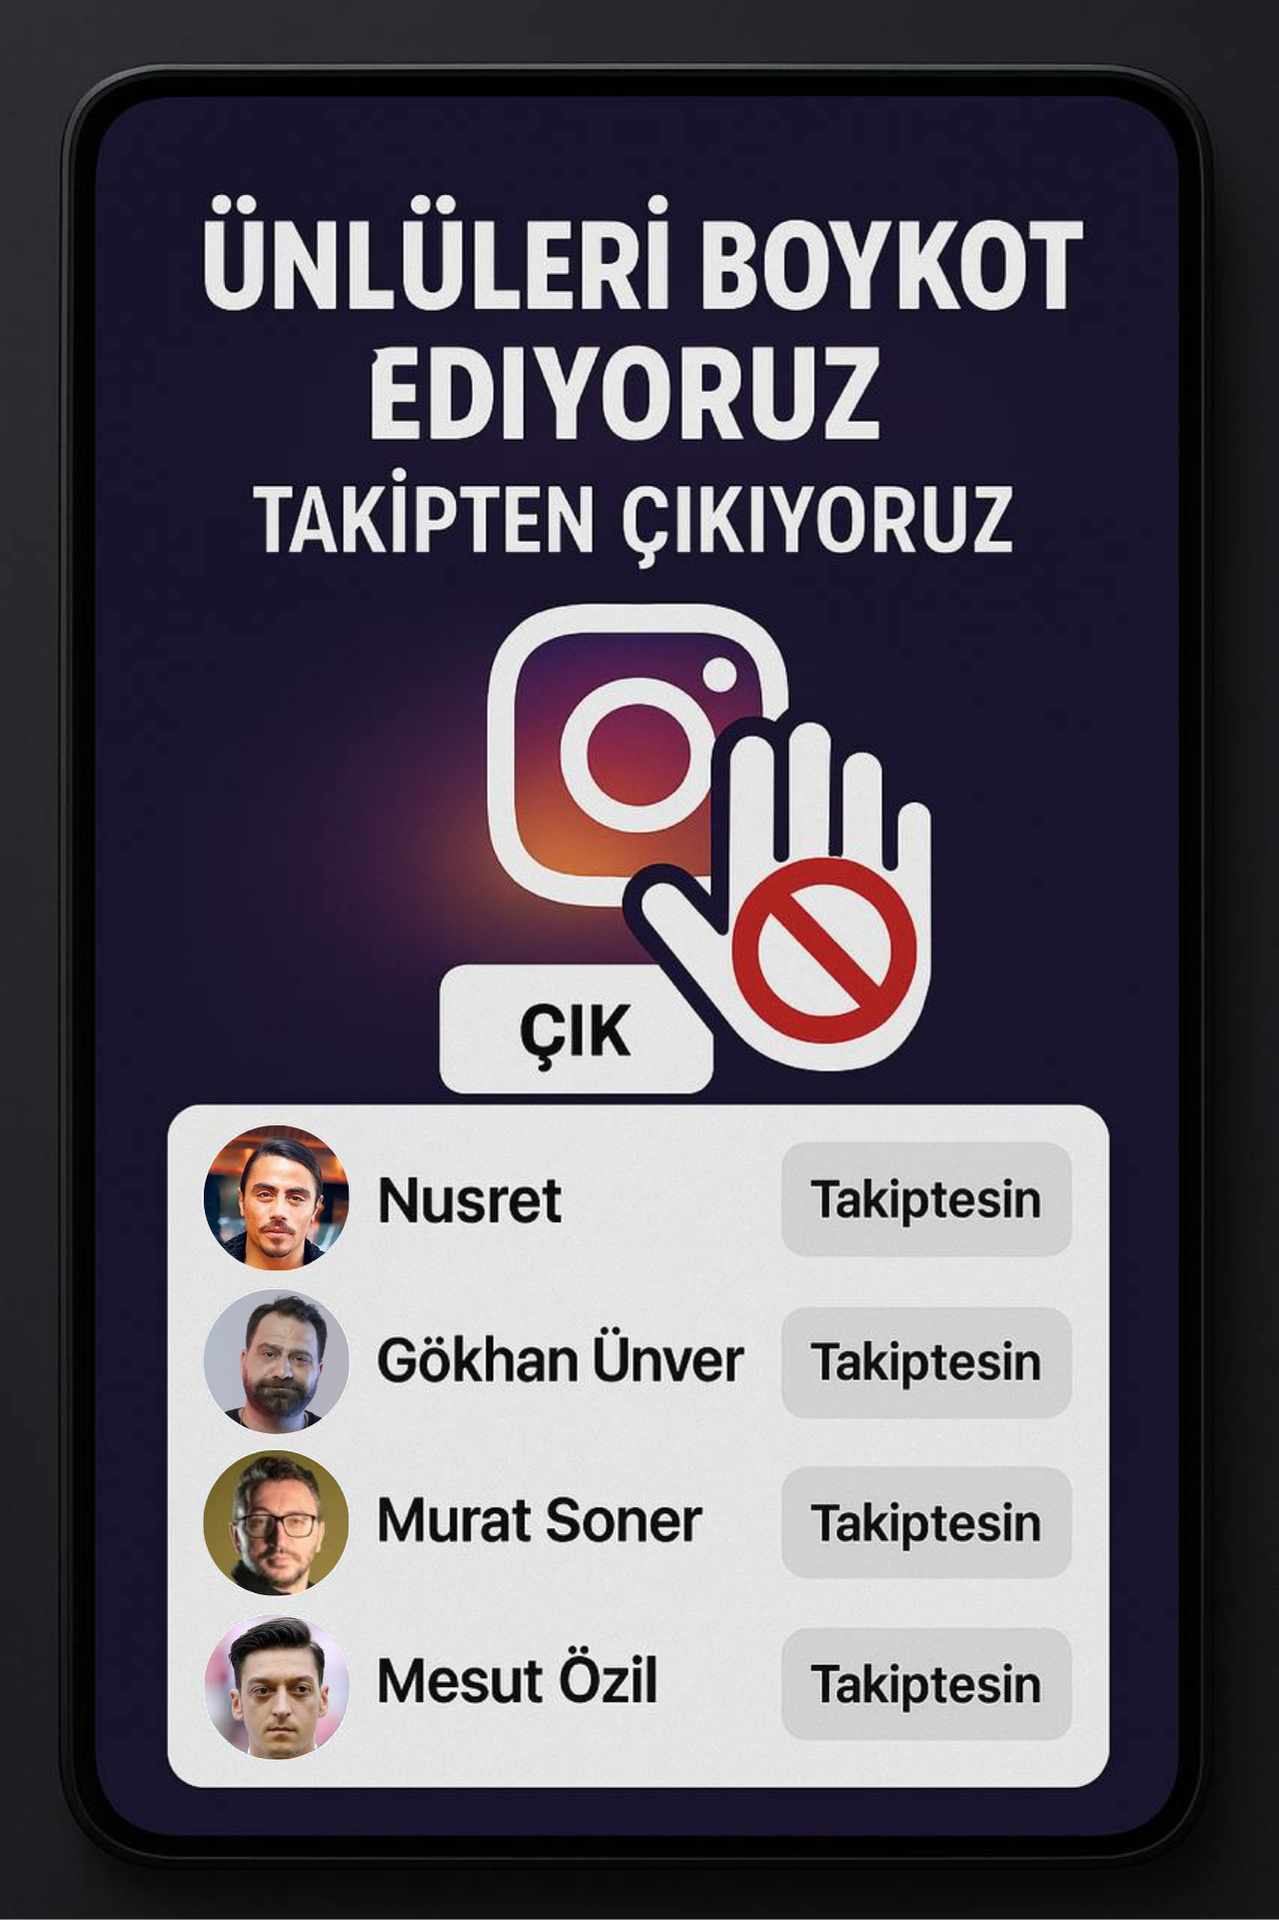 ÜNLÜLERİ BOYKOT
EDIYORUZ
TAKİPTEN ÇIKIYORUZ
ÇIK
Nusret Takiptesin
Gökhan Ünver Takiptesin
Murat Soner Takiptesin
Mesut Özil Takiptesin